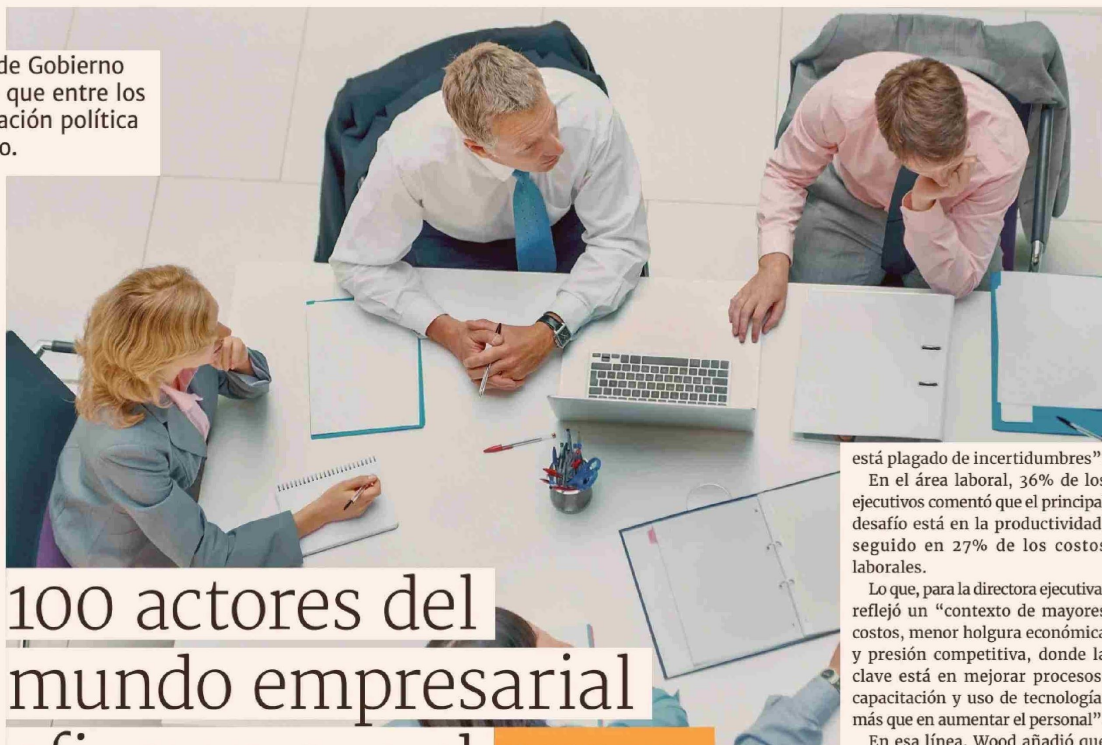 de Gobierno
que entre los
ación política
o.
100 actores del
mundo empresarial
está plagado de incertidumbres"
En el área laboral, 36% de los
ejecutivos comentó que el principa
desafío está en la productividad
seguido en 27% de los costos
laborales.
Lo que, para la directora ejecutiva
reflejó un "contexto de mayores
costos, menor holgura económica
y presión competitiva, donde la
clave está en mejorar procesos
capacitación y uso de tecnología
más que en aumentar el personal"
En esa línea, Wood añadió que